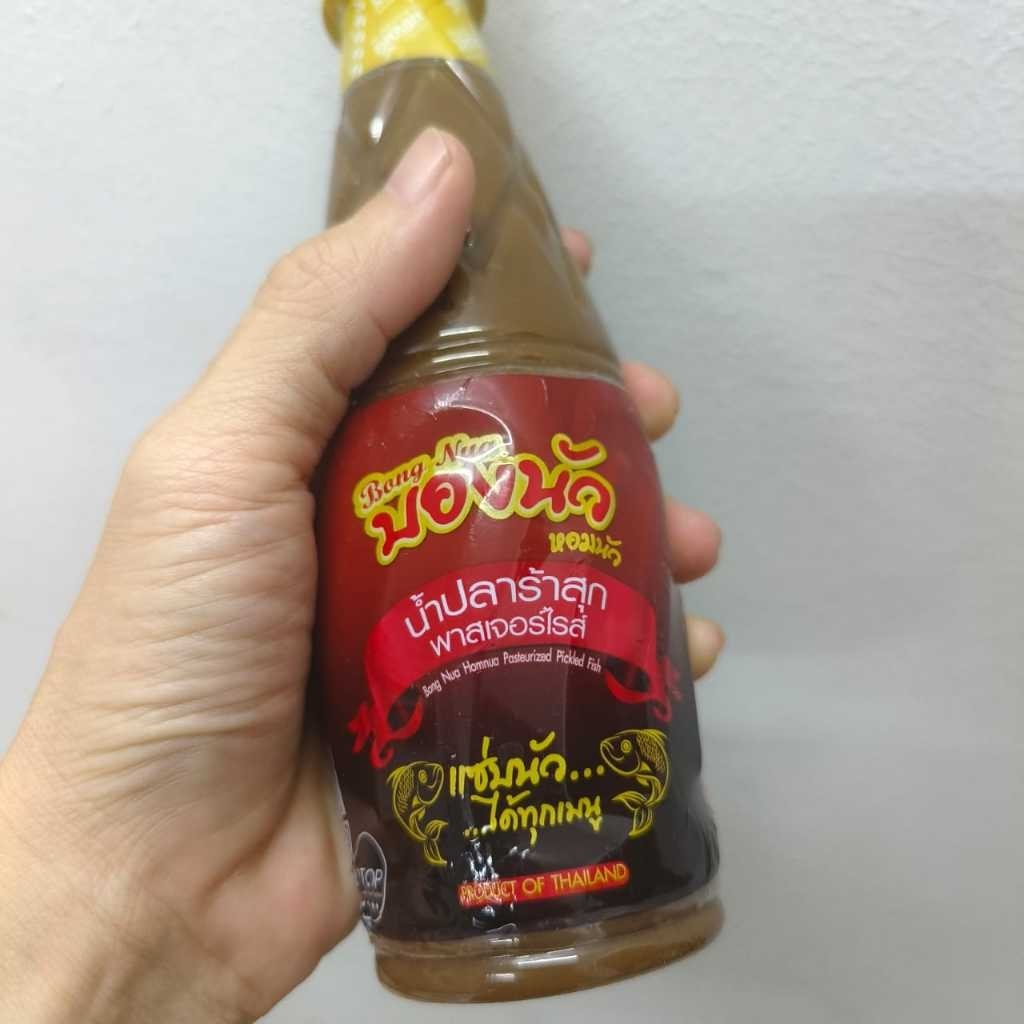 Bong Nua
บองนัว
หอมนัว
น้ำปลาร้าสุก
พาสเจอร์ไรส์
Bong Nua Homnua Pasteurized Pickled Fish
แซ่บนัว...
...ได้ทุกเมนู
PRODUCT OF THAILAND